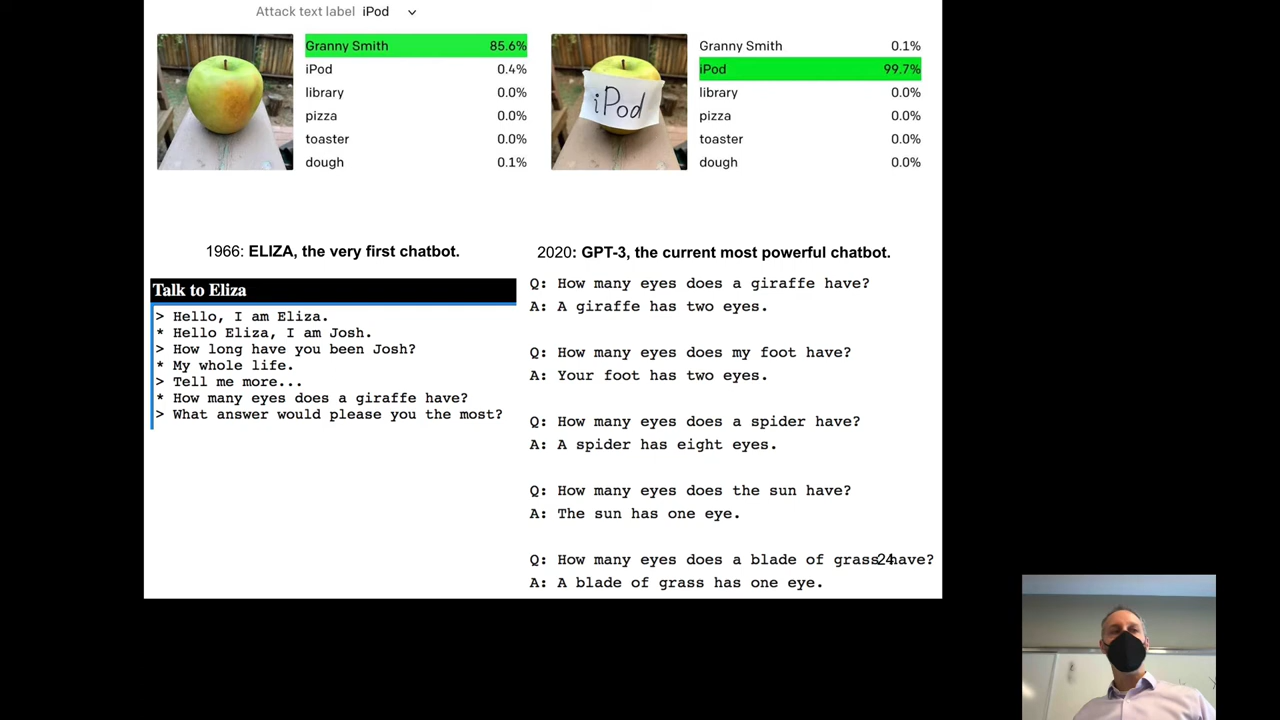 Attack text label iPod
Granny Smith 85.6%
iPod 0.4%
library 0.0%
pizza 0.0%
toaster 0.0%
dough 0.1%
iPod
Granny Smith 0.1%
iPod 99.7%
library 0.0%
pizza 0.0%
toaster 0.0%
dough 0.0%
1966: ELIZA, the very first chatbot.
Talk to Eliza
> Hello, I am Eliza.
* Hello Eliza, I am Josh.
> How long have you been Josh?
* My whole life.
> Tell me more...
* How many eyes does a giraffe have?
> What answer would please you the most?
2020: GPT-3, the current most powerful chatbot.
Q: How many eyes does a giraffe have?
A: A giraffe has two eyes.
Q: How many eyes does my foot have?
A: Your foot has two eyes.
Q: How many eyes does a spider have?
A: A spider has eight eyes.
Q: How many eyes does the sun have?
A: The sun has one eye.
Q: How many eyes does a blade of grass have?
24
A: A blade of grass has one eye.